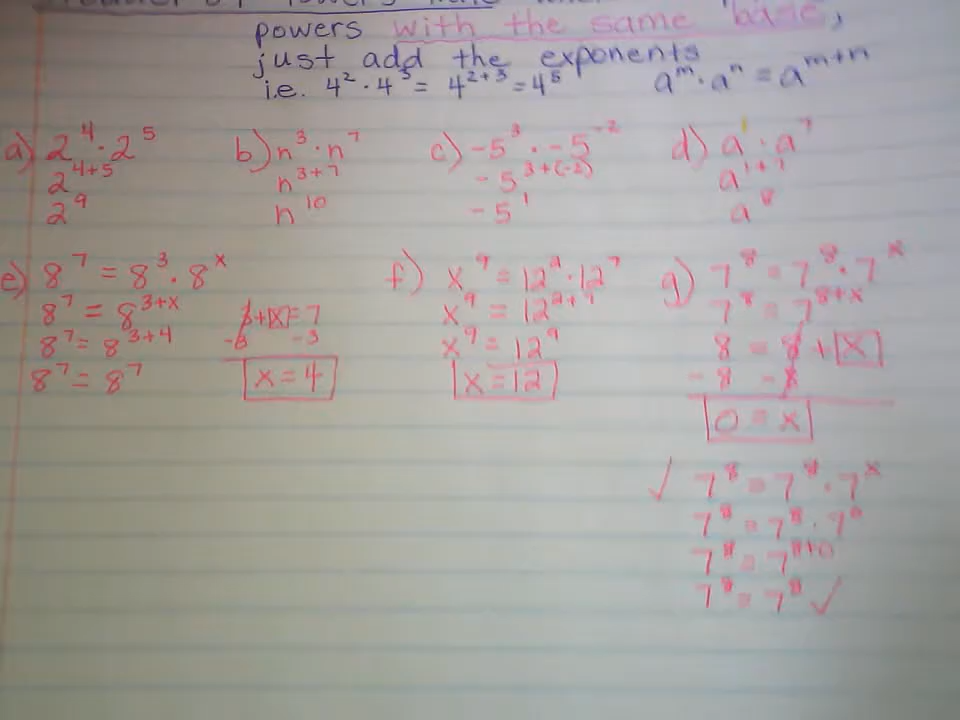 powers with the same base,
just add the exponents
i.e. 4² · 4³ = 4²⁺³ = 4⁵ aᵐ · aⁿ = aᵐ⁺ⁿ
a) 2⁴ · 2⁵ b) n³ · n⁷ c) -5³ · -5⁻² d) a¹ · a⁷
2⁴⁺⁵ n³⁺⁷ -5³⁺⁽⁻²⁾ a¹⁺⁷
2⁹ n¹⁰ -5¹ a⁸
e) 8⁷ = 8³ · 8ˣ f) x⁹ = 12² · 12⁷ g) 7⁸ = 7⁸ · 7ˣ
8⁷ = 8³⁺ˣ 3+x = 7 x⁹ = 12²⁺⁷ 7⁸ = 7⁸⁺ˣ
8⁷ = 8³⁺⁴ -3 -3 x⁹ = 12⁹ 8 = 8 + x
8⁷ = 8⁷ x = 4 x = 12 -8 -8
0 = x
✓ 7⁸ = 7⁸ · 7ˣ
7⁸ = 7⁸ · 7⁰
7⁸ = 7⁸⁺⁰
7⁸ = 7⁸ ✓